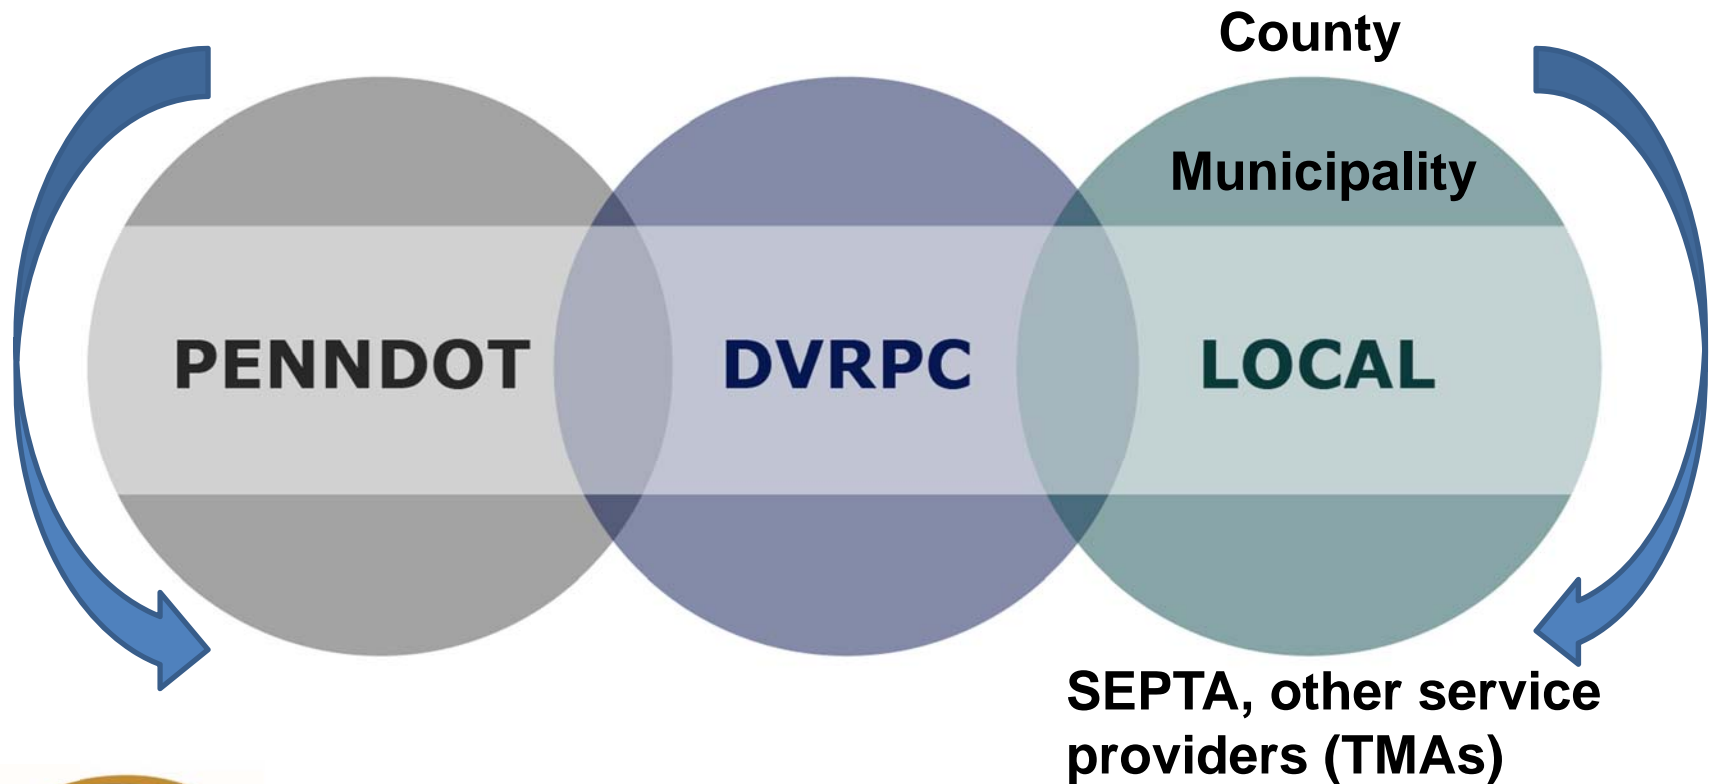 County
Municipality
PENNDOT
DVRPC
LOCAL
SEPTA, other service
providers (TMAs)